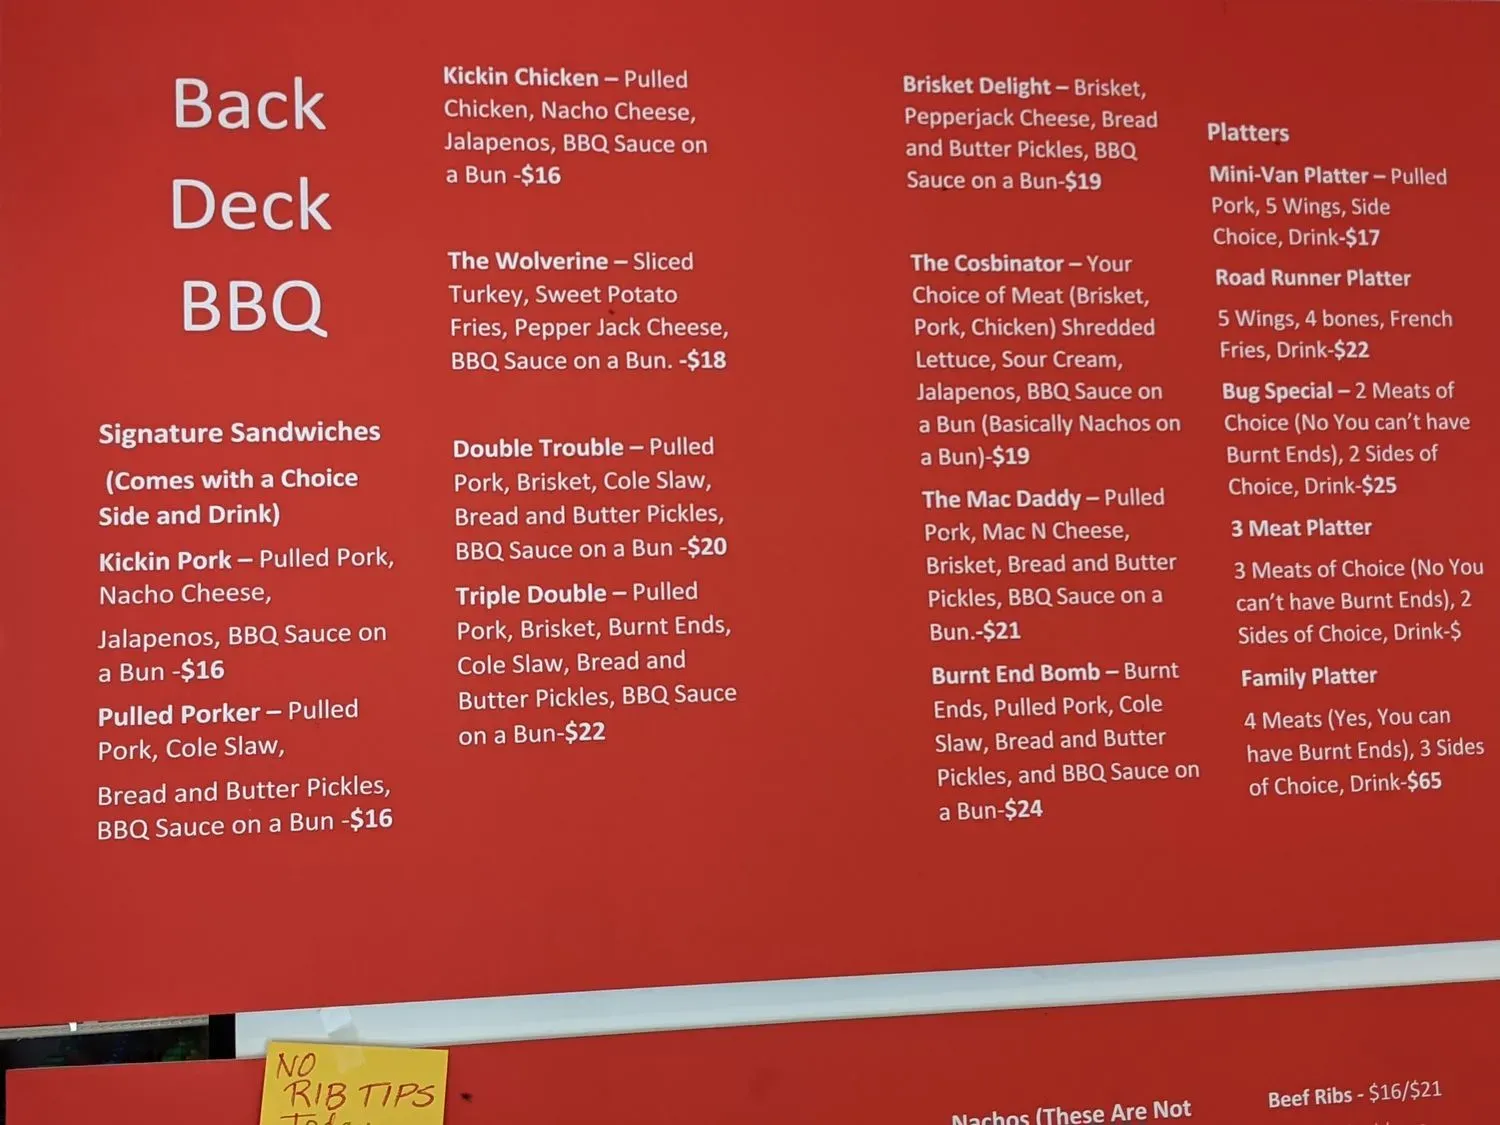 Back
Deck
BBQ
Signature Sandwiches
(Comes with a Choice
Side and Drink)
Kickin Pork – Pulled Pork,
Nacho Cheese,
Jalapenos, BBQ Sauce on
a Bun -$16
Pulled Porker – Pulled
Pork, Cole Slaw,
Bread and Butter Pickles,
BBQ Sauce on a Bun -$16
Kickin Chicken – Pulled
Chicken, Nacho Cheese,
Jalapenos, BBQ Sauce on
a Bun -$16
The Wolverine – Sliced
Turkey, Sweet Potato
Fries, Pepper Jack Cheese,
BBQ Sauce on a Bun. -$18
Double Trouble – Pulled
Pork, Brisket, Cole Slaw,
Bread and Butter Pickles,
BBQ Sauce on a Bun -$20
Triple Double – Pulled
Pork, Brisket, Burnt Ends,
Cole Slaw, Bread and
Butter Pickles, BBQ Sauce
on a Bun-$22
Brisket Delight – Brisket,
Pepperjack Cheese, Bread
and Butter Pickles, BBQ
Sauce on a Bun-$19
The Cosbinator – Your
Choice of Meat (Brisket,
Pork, Chicken) Shredded
Lettuce, Sour Cream,
Jalapenos, BBQ Sauce on
a Bun (Basically Nachos on
a Bun)-$19
The Mac Daddy – Pulled
Pork, Mac N Cheese,
Brisket, Bread and Butter
Pickles, BBQ Sauce on a
Bun.-$21
Burnt End Bomb – Burnt
Ends, Pulled Pork, Cole
Slaw, Bread and Butter
Pickles, and BBQ Sauce on
a Bun-$24
Platters
Mini-Van Platter – Pulled
Pork, 5 Wings, Side
Choice, Drink-$17
Road Runner Platter
5 Wings, 4 bones, French
Fries, Drink-$22
Bug Special – 2 Meats of
Choice (No You can't have
Burnt Ends), 2 Sides of
Choice, Drink-$25
3 Meat Platter
3 Meats of Choice (No You
can't have Burnt Ends), 2
Sides of Choice, Drink-$
Family Platter
4 Meats (Yes, You can
have Burnt Ends), 3 Sides
of Choice, Drink-$65
NO
RIB TIPS
Nachos (These Are Not
Beef Ribs - $16/$21